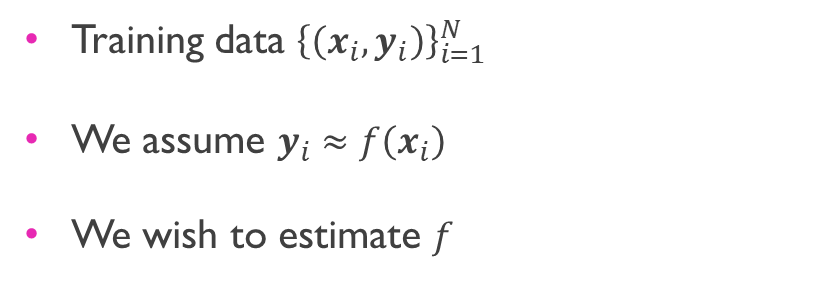 • Training data {(𝒙ᵢ, 𝒚ᵢ)}ᵢ₌₁ᴺ
• We assume 𝒚ᵢ ≈ 𝑓(𝒙ᵢ)
• We wish to estimate 𝑓